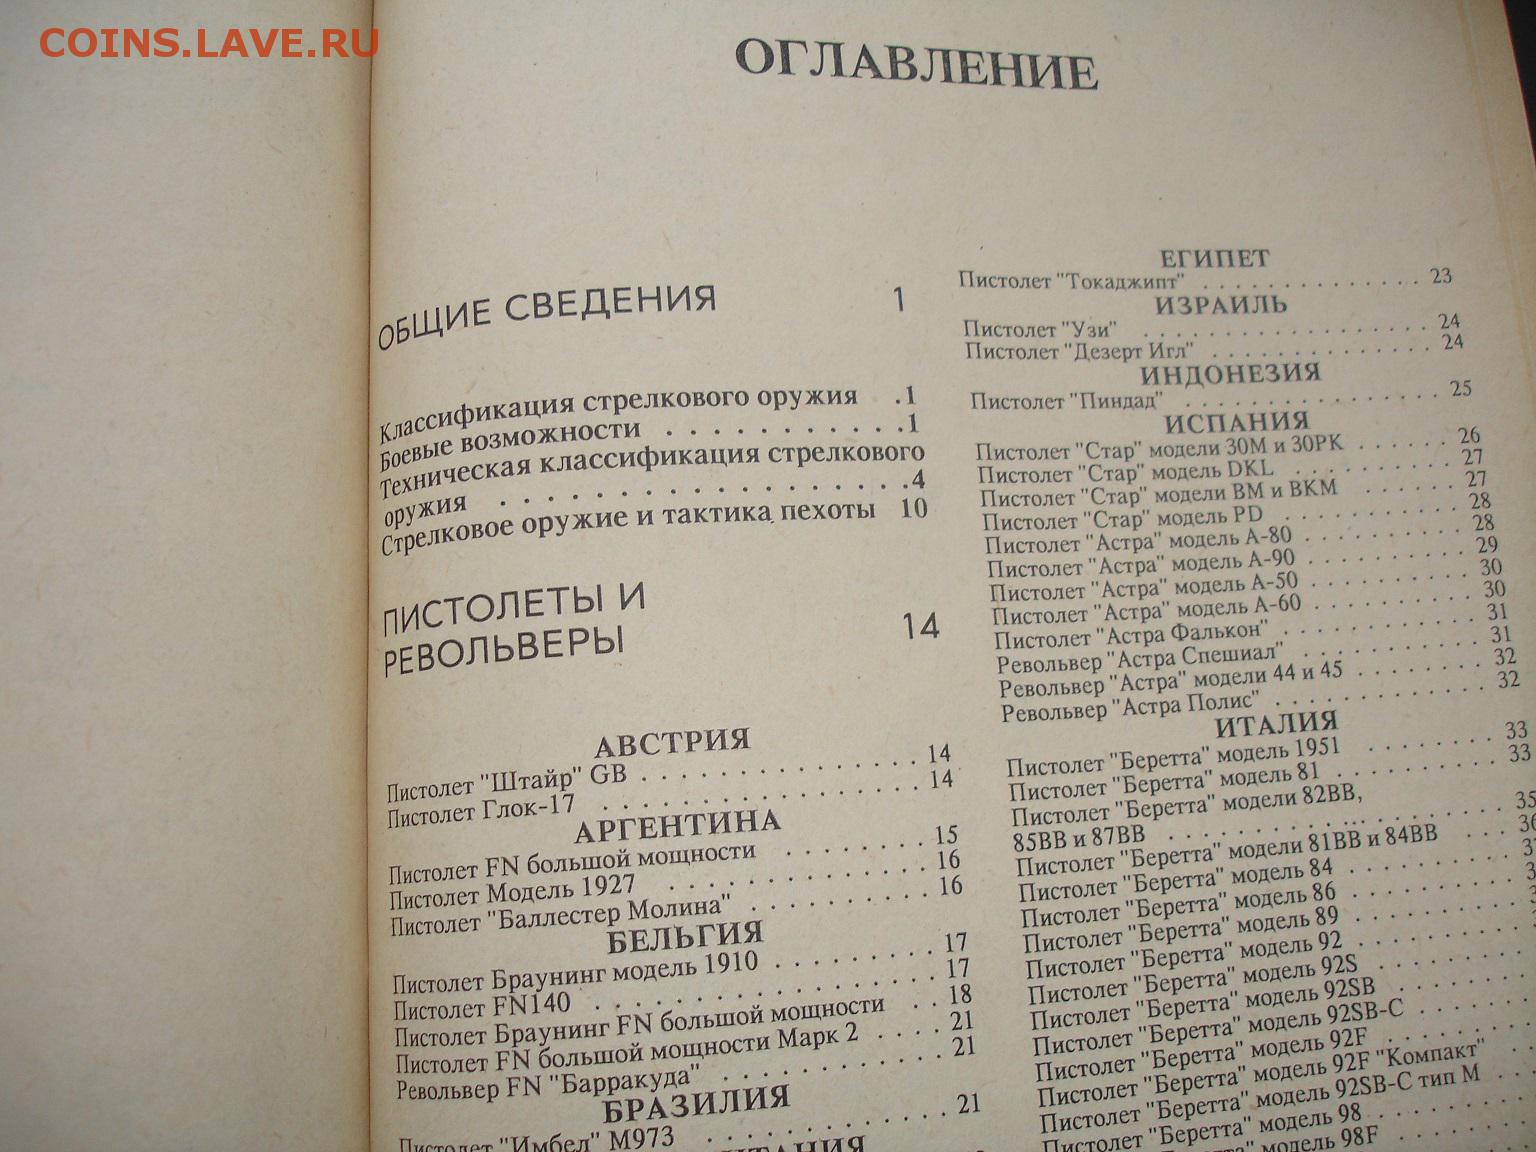 COINS.LAVE.RU
ОГЛАВЛЕНИЕ
ОБЩИЕ СВЕДЕНИЯ 1
Классификация стрелкового оружия . 1
Боевые возможности . . . . . . . . . . . 1
Техническая классификация стрелкового
оружия . . . . . . . . . . . . . . . . . . 4
Стрелковое оружие и тактика пехоты 10
ПИСТОЛЕТЫ И
РЕВОЛЬВЕРЫ 14
АВСТРИЯ
Пистолет "Штайр" GB . . . . . . . . . . . . . . 14
Пистолет Глок-17 . . . . . . . . . . . . . . . . 14
АРГЕНТИНА
Пистолет FN большой мощности . . . . . . . . 15
Пистолет Модель 1927 . . . . . . . . . . . . . 16
Пистолет "Баллестер Молина" . . . . . . . . . 16
БЕЛЬГИЯ
Пистолет Браунинг модель 1910 . . . . . . . . 17
Пистолет FN140 . . . . . . . . . . . . . . . . 17
Пистолет Браунинг FN большой мощности . . 18
Пистолет FN большой мощности Марк 2 . . . . 21
Револьвер FN "Барракуда" . . . . . . . . . . . 21
БРАЗИЛИЯ
Пистолет "Имбел" М973 . . . . . . . . . . . . 21
ЕГИПЕТ
Пистолет "Токаджипт" . . . . . . . . . . . . . . 23
ИЗРАИЛЬ
Пистолет "Узи" . . . . . . . . . . . . . . . . . 24
Пистолет "Дезерт Игл" . . . . . . . . . . . . . 24
ИНДОНЕЗИЯ
Пистолет "Пиндад" . . . . . . . . . . . . . . . 25
ИСПАНИЯ
Пистолет "Стар" модели 30М и 30РК . . . . . . 26
Пистолет "Стар" модель DKL . . . . . . . . . . 27
Пистолет "Стар" модели ВМ и ВКМ . . . . . . 27
Пистолет "Стар" модель PD . . . . . . . . . . . 28
Пистолет "Астра" модель А-80 . . . . . . . . . 28
Пистолет "Астра" модель А-90 . . . . . . . . . 29
Пистолет "Астра" модель А-50 . . . . . . . . . 30
Пистолет "Астра" модель А-60 . . . . . . . . . 30
Пистолет "Астра Фалькон" . . . . . . . . . . . 31
Револьвер "Астра Спешиал" . . . . . . . . . . 31
Револьвер "Астра" модели 44 и 45 . . . . . . . 32
Револьвер "Астра Полис" . . . . . . . . . . . . 32
ИТАЛИЯ
Пистолет "Беретта" модель 1951 . . . . . . . . 33
Пистолет "Беретта" модель 81 . . . . . . . . . 33
Пистолет "Беретта" модели 82ВВ,
85ВВ и 87ВВ . . . . . . . . . . . . . . . . . 35
Пистолет "Беретта" модели 81ВВ и 84ВВ . . . 36
Пистолет "Беретта" модель 84 . . . . . . . . .
Пистолет "Беретта" модель 86 . . . . . . . . .
Пистолет "Беретта" модель 89 . . . . . . . . .
Пистолет "Беретта" модель 92 . . . . . . . . .
Пистолет "Беретта" модель 92S . . . . . . . .
Пистолет "Беретта" модель 92SB . . . . . . .
Пистолет "Беретта" модель 92SB-C . . . . . .
Пистолет "Беретта" модель 92F . . . . . . . .
Пистолет "Беретта" модель 92F "Компакт" . .
Пистолет "Беретта" модель 92SB-C тип М . . .
Пистолет "Беретта" модель 98 . . . . . . . .
Пистолет "Беретта" модель 98F . . . . . . . .